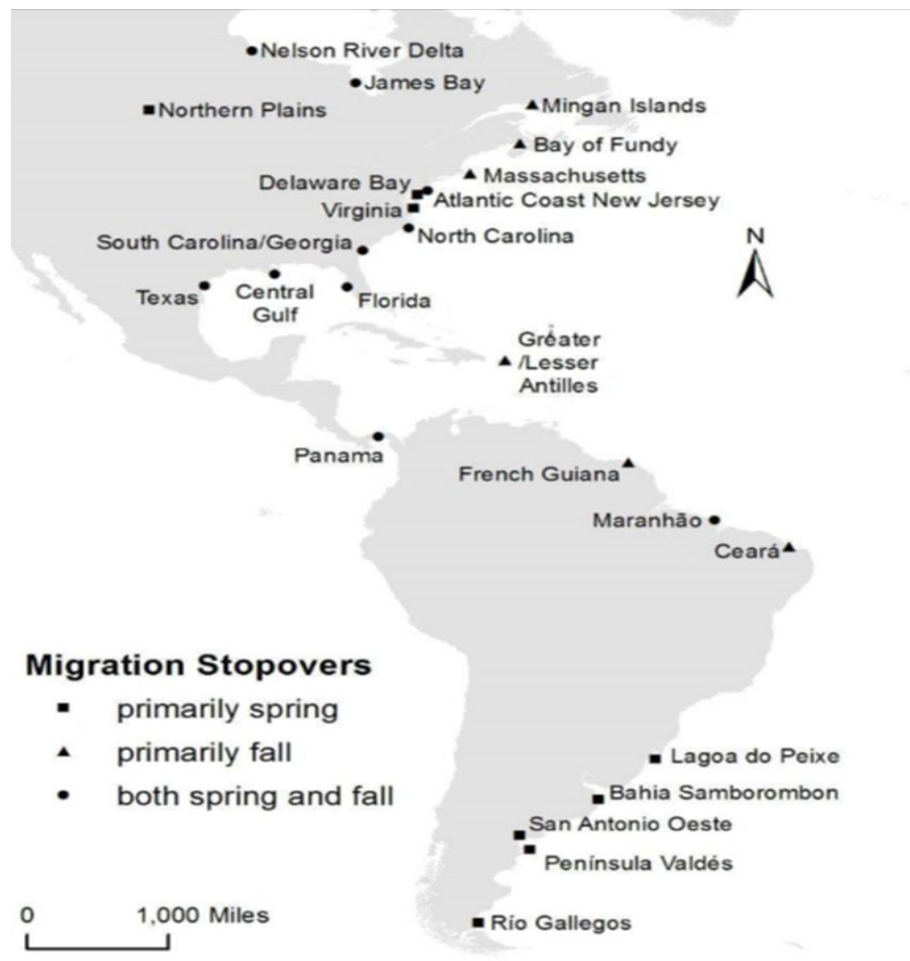 Nelson River Delta
James Bay
Northern Plains
Mingan Islands
Bay of Fundy
Massachusetts
Delaware Bay
Atlantic Coast New Jersey
Virginia
North Carolina
South Carolina/Georgia
N
Texas
Central
Gulf
Florida
Greater
/Lesser
Antilles
Panama
French Guiana
Maranhão
Ceará
Migration Stopovers
primarily spring
primarily fall
both spring and fall
Lagoa do Peixe
Bahia Samborombon
San Antonio Oeste
Península Valdés
Río Gallegos
0 1,000 Miles